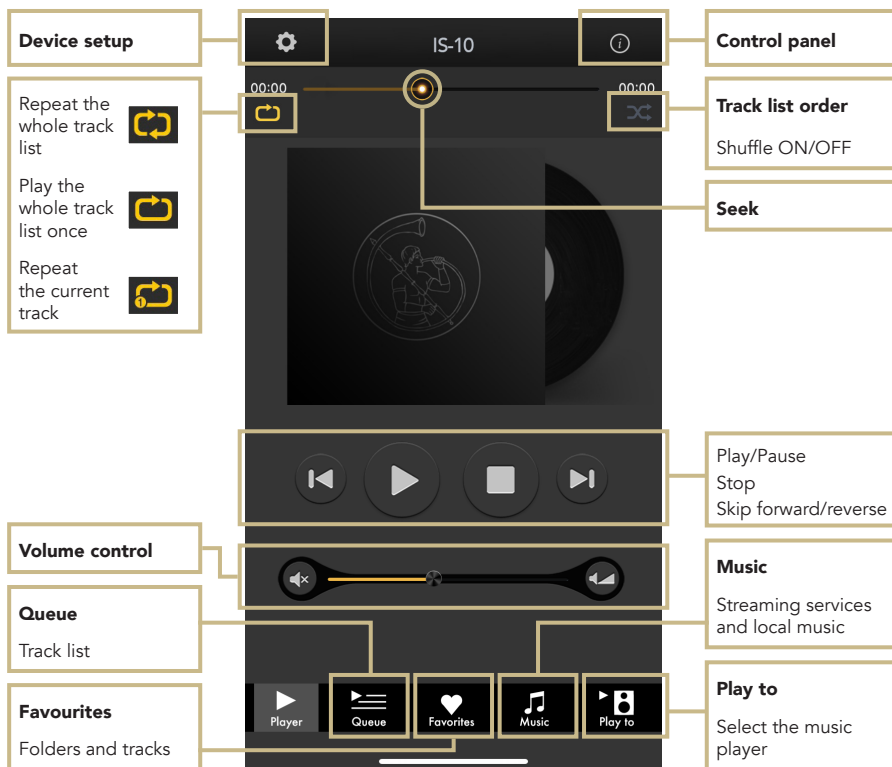 Device setup
IS-10
Control panel
00:00
00:00
Repeat the
whole track
list
Play the
whole track
list once
Repeat
the current
track
1
Track list order
Shuffle ON/OFF
Seek
Play/Pause
Stop
Skip forward/reverse
Volume control
Music
Streaming services
and local music
Queue
Track list
Favourites
Folders and tracks
Play to
Select the music
player
Player
Queue
Favorites
Music
Play to